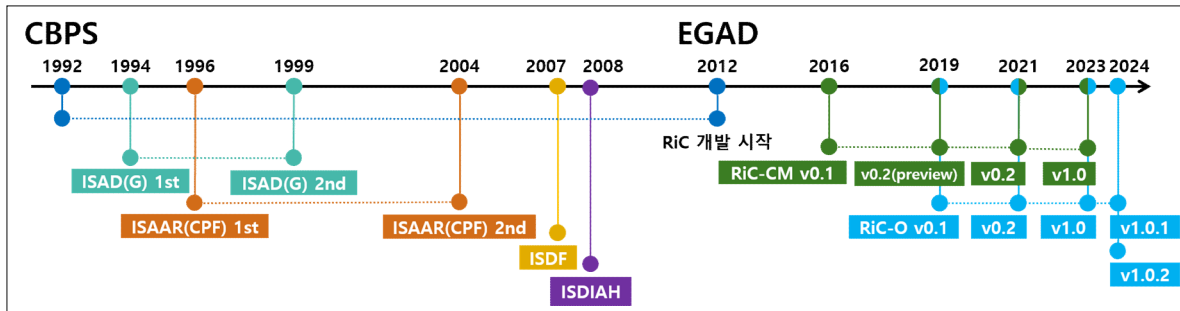 CBPS
EGAD
1992 1994 1996 1999 2004 2007 2008 2012 2016 2019 2021 2023 2024
RiC 개발 시작
ISAD(G) 1st
ISAD(G) 2nd
RiC-CM v0.1
v0.2(preview)
v0.2
v1.0
ISAAR(CPF) 1st
ISAAR(CPF) 2nd
RiC-O v0.1
v0.2
v1.0
v1.0.1
ISDF
v1.0.2
ISDIAH